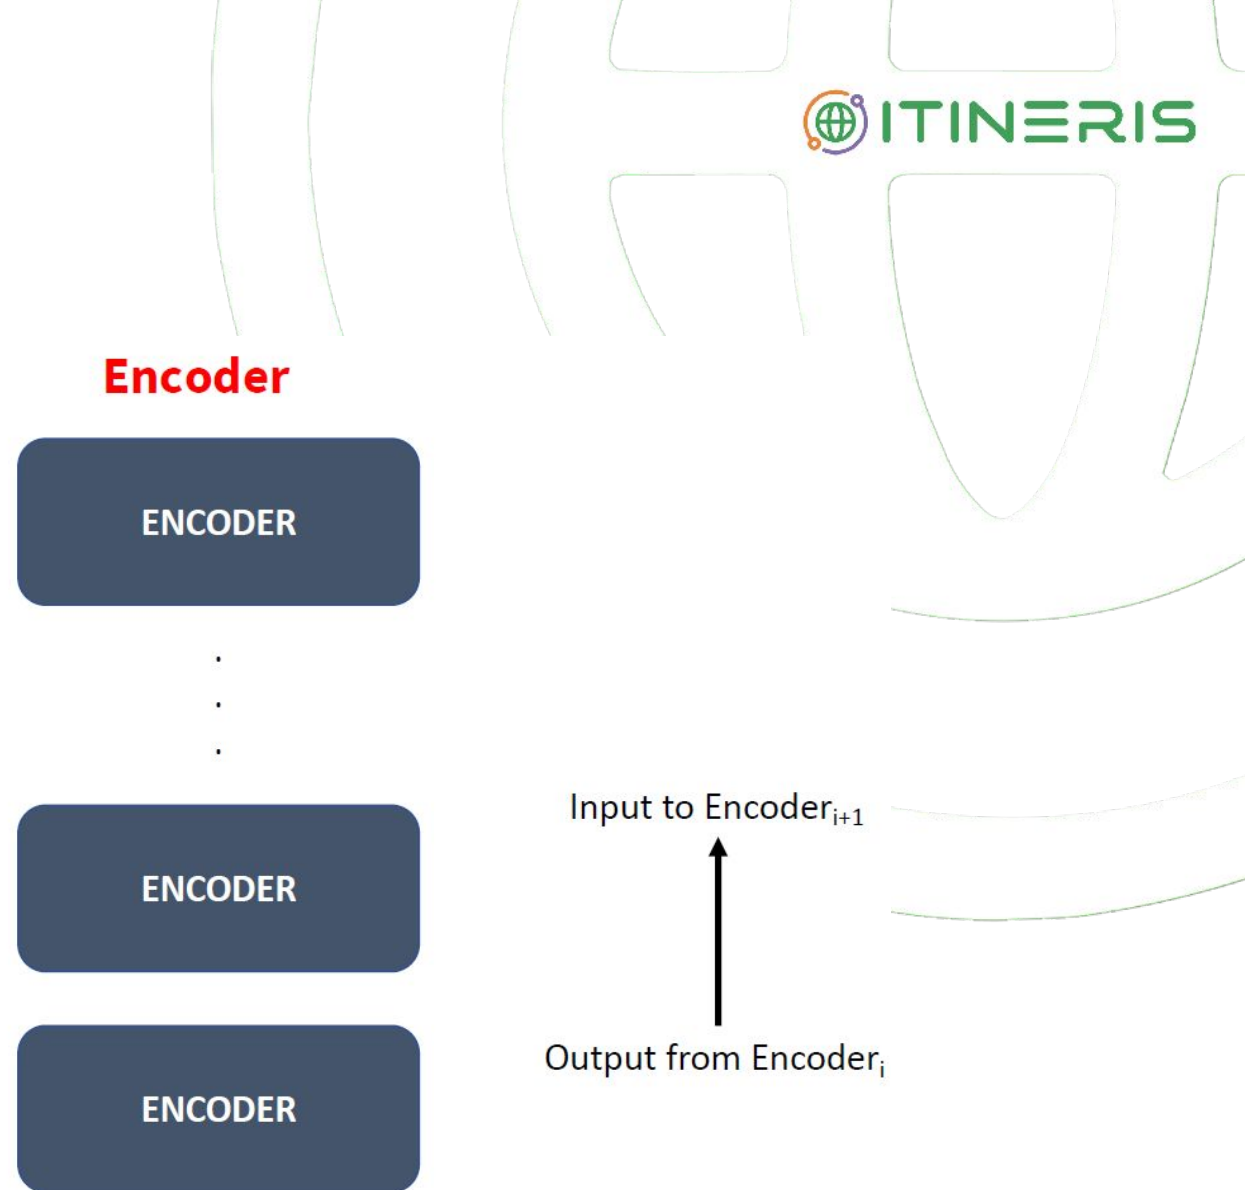 ITINERIS
Encoder
ENCODER
.
.
.
ENCODER
ENCODER
Input to Encoderᵢ₊₁
Output from Encoderᵢ